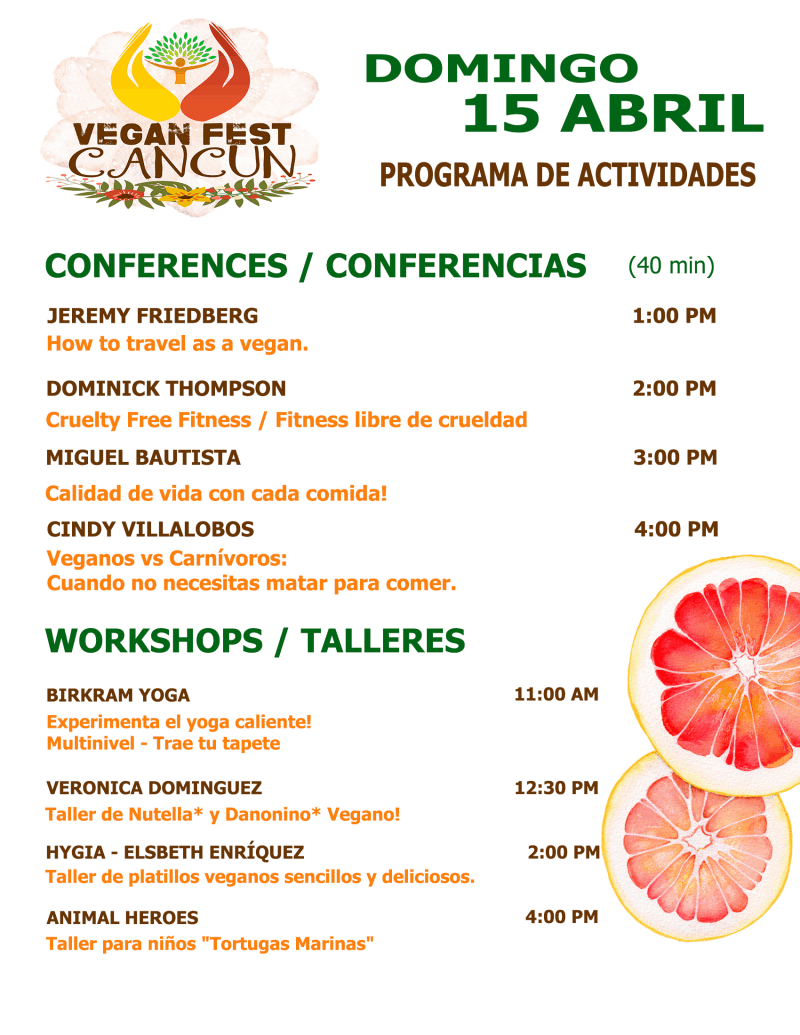 VEGAN FEST
CANCUN
DOMINGO
15 ABRIL
PROGRAMA DE ACTIVIDADES
CONFERENCES / CONFERENCIAS (40 min)
JEREMY FRIEDBERG 1:00 PM
How to travel as a vegan.
DOMINICK THOMPSON 2:00 PM
Cruelty Free Fitness / Fitness libre de crueldad
MIGUEL BAUTISTA 3:00 PM
Calidad de vida con cada comida!
CINDY VILLALOBOS 4:00 PM
Veganos vs Carnívoros:
Cuando no necesitas matar para comer.
WORKSHOPS / TALLERES
BIRKRAM YOGA 11:00 AM
Experimenta el yoga caliente!
Multinivel - Trae tu tapete
VERONICA DOMINGUEZ 12:30 PM
Taller de Nutella* y Danonino* Vegano!
HYGIA - ELSBETH ENRÍQUEZ 2:00 PM
Taller de platillos veganos sencillos y deliciosos.
ANIMAL HEROES 4:00 PM
Taller para niños "Tortugas Marinas"